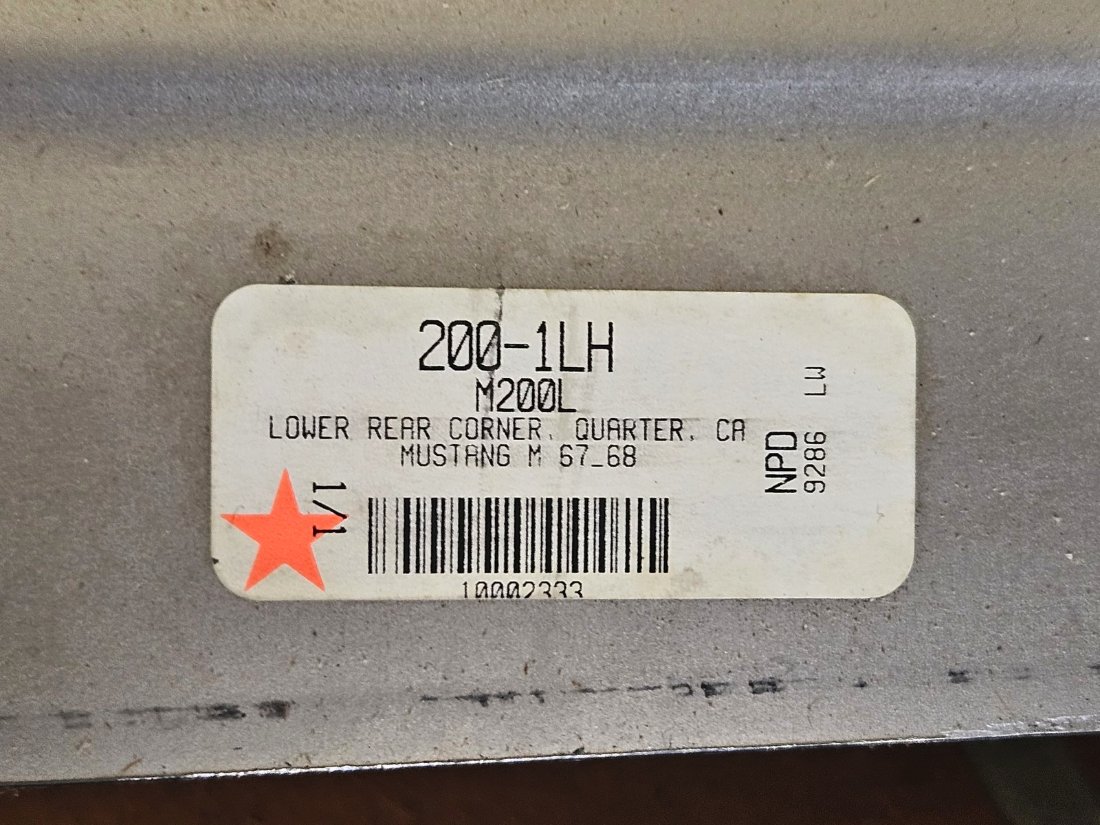 200-1LH
M200L
LOWER REAR CORNER, QUARTER, CA
MUSTANG M 67_68
1/1
10002333
NPD
9286 LW